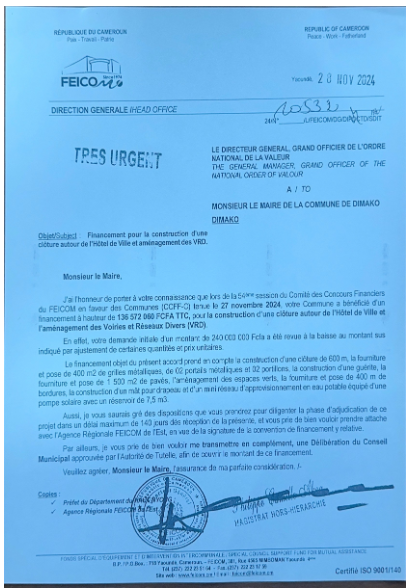 RÉPUBLIQUE DU CAMEROUN
Paix - Travail - Patrie
REPUBLIC OF CAMEROON
Peace - Work - Fatherland
FEICOM
Yaoundé, 28 NOV 2024
DIRECTION GENERALE /HEAD OFFICE
TRES URGENT
LE DIRECTEUR GENERAL, GRAND OFFICIER DE L'ORDRE
NATIONAL DE LA VALEUR
THE GENERAL MANAGER, GRAND OFFICER OF THE
NATIONAL ORDER OF VALOUR
A / TO
MONSIEUR LE MAIRE DE LA COMMUNE DE DIMAKO
DIMAKO
Objet/Subject : Financement pour la construction d'une
clôture autour de l'Hôtel de Ville et aménagement des VRD.
Monsieur le Maire,
J'ai l'honneur de porter à votre connaissance que lors de la 54ème session du Comité des Concours Financiers
du FEICOM en faveur des Communes (CCFF-C) tenue le 27 novembre 2024, votre Commune a bénéficié d'un
financement à hauteur de 136 572 060 FCFA TTC, pour la construction d'une clôture autour de l'Hôtel de Ville et
l'aménagement des Voiries et Réseaux Divers (VRD).
En effet, votre demande initiale d'un montant de 240 000 000 Fcfa a été revue à la baisse au montant sus
indiqué par ajustement de certaines quantités et prix unitaires.
Le financement objet du présent accord prend en compte la construction d'une clôture de 600 m, la fourniture
et pose de 400 m2 de grilles métalliques, de 02 portails métalliques et 02 portillons, la construction d'une guérite, la
fourniture et pose de 1 500 m2 de pavés, l'aménagement des espaces verts, la fourniture et pose de 400 m de
bordures, la construction d'un mât pour drapeau et d'un mini réseau d'approvisionnement en eau potable équipé d'une
pompe solaire avec un réservoir de 7,5 m3.
Aussi, je vous saurais gré des dispositions que vous prendrez pour diligenter la phase d'adjudication de ce
projet dans un délai maximum de 140 jours dès réception de la présente, et vous prie de bien vouloir prendre attache
avec l'Agence Régionale FEICOM de l'Est, en vue de la signature de la convention de financement y relative.
Par ailleurs, je vous prie de bien vouloir me transmettre en complément, une Délibération du Conseil
Municipal approuvée par l'Autorité de Tutelle, afin de couvrir le montant de ce financement.
Veuillez agréer, Monsieur le Maire, l'assurance de ma parfaite considération. /-
Copies :
Préfet du Département du
Agence Régionale FEICOM de l'Est
MAGISTRAT HORS-HIERARCHIE
FONDS SPECIAL D'EQUIPEMENT ET D'INTERVENTION INTERCOMMUNALE, SPECIAL COUNCIL SUPPORT FUND FOR MUTUAL ASSISTANCE
Certifié ISO 9001/140